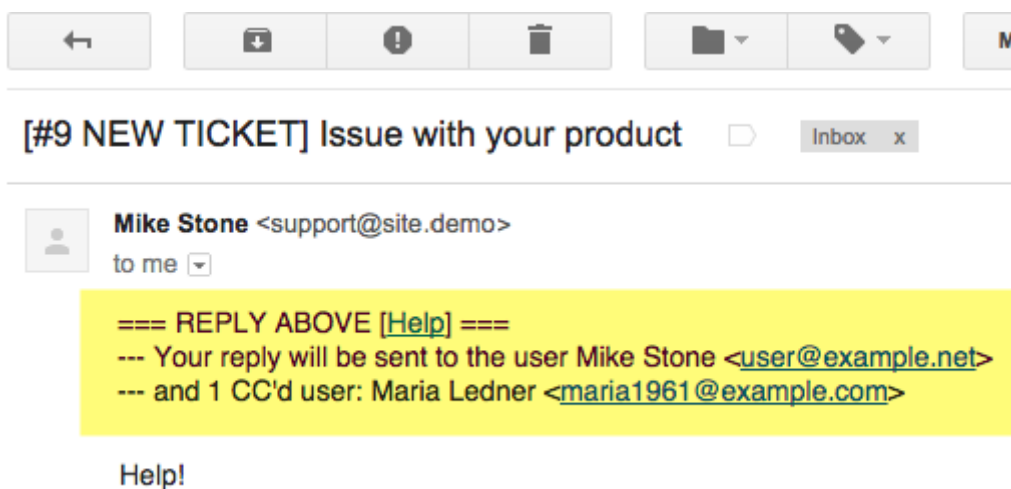 [#9 NEW TICKET] Issue with your product Inbox x
Mike Stone <support@site.demo>
to me
=== REPLY ABOVE [Help] ===
--- Your reply will be sent to the user Mike Stone <user@example.net>
--- and 1 CC'd user: Maria Ledner <maria1961@example.com>
Help!